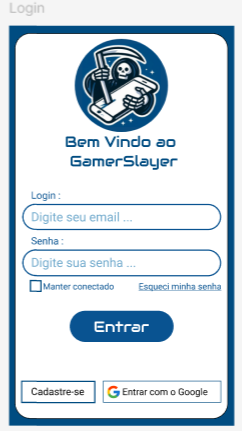 Login
Bem Vindo ao
GamerSlayer
Login :
Digite seu email ...
Senha :
Digite sua senha ...
Manter conectado Esqueci minha senha
Entrar
Cadastre-se Entrar com o Google